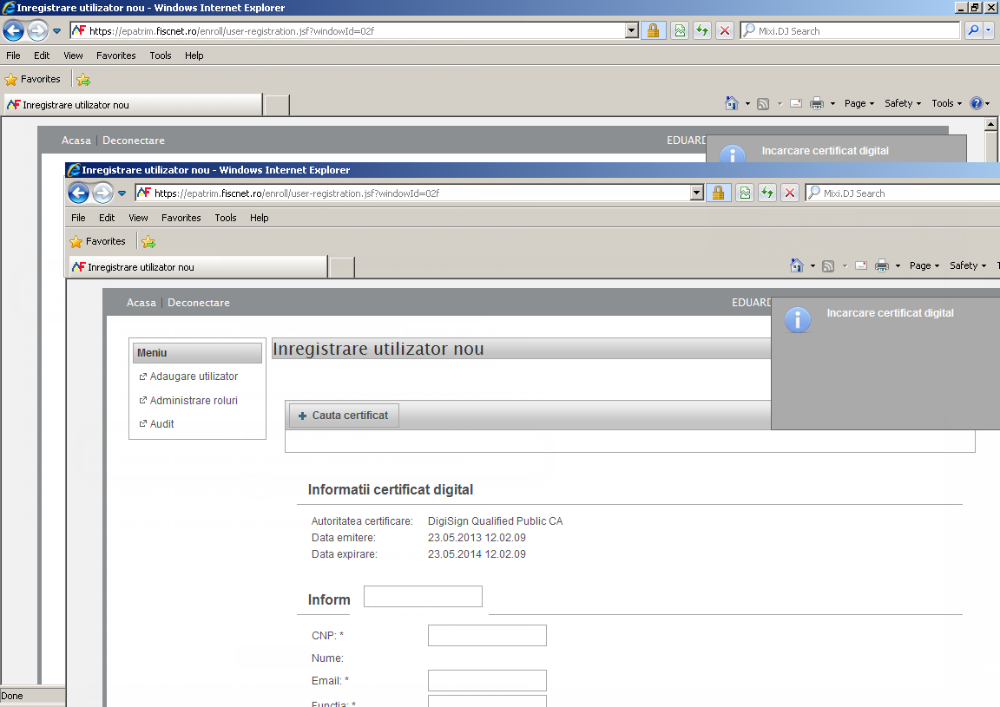 Inregistrare utilizator nou - Windows Internet Explorer
https://epatrim.fiscnet.ro/enroll/user-registration.jsf?windowId=02f
Mixi.DJ Search
File Edit View Favorites Tools Help
Favorites
Inregistrare utilizator nou
Page Safety Tools
Acasa | Deconectare
EDUARD
Incarcare certificat digital
Inregistrare utilizator nou - Windows Internet Explorer
https://epatrim.fiscnet.ro/enroll/user-registration.jsf?windowId=02f
Mixi.DJ Search
File Edit View Favorites Tools Help
Favorites
Inregistrare utilizator nou
Page Safety
Acasa | Deconectare
EDUARD
Incarcare certificat digital
Meniu
Adaugare utilizator
Administrare roluri
Audit
Inregistrare utilizator nou
Cauta certificat
Informatii certificat digital
Autoritatea certificare: DigiSign Qualified Public CA
Data emitere: 23.05.2013 12.02.09
Data expirare: 23.05.2014 12.02.09
Inform
CNP: *
Nume:
Email: *
Functia: *
Done